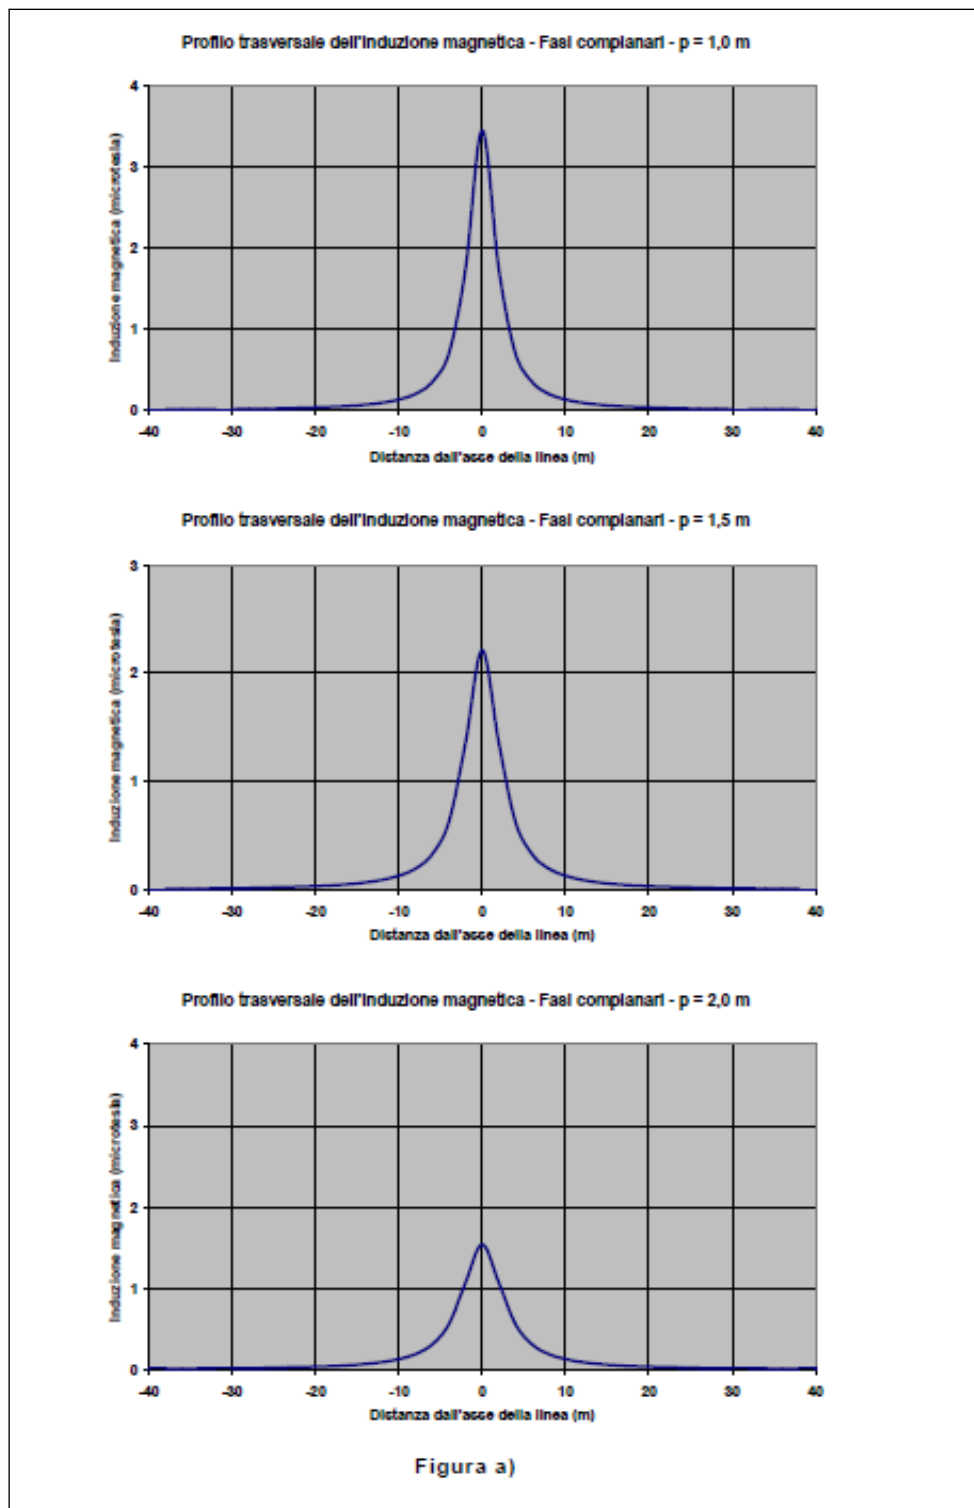 Profilo trasversale dell'induzione magnetica - Fasi complanari - p = 1,0 m
4
3
2
1
0
Induzione magnetica (microtesla)
-40 -30 -20 -10 0 10 20 30 40
Distanza dall'asse della linea (m)
Profilo trasversale dell'induzione magnetica - Fasi complanari - p = 1,5 m
3
2
1
0
Induzione magnetica (microtesla)
-40 -30 -20 -10 0 10 20 30 40
Distanza dall'asse della linea (m)
Profilo trasversale dell'induzione magnetica - Fasi complanari - p = 2,0 m
4
3
2
1
0
Induzione magnetica (microtesla)
-40 -30 -20 -10 0 10 20 30 40
Distanza dall'asse della linea (m)
Figura a)